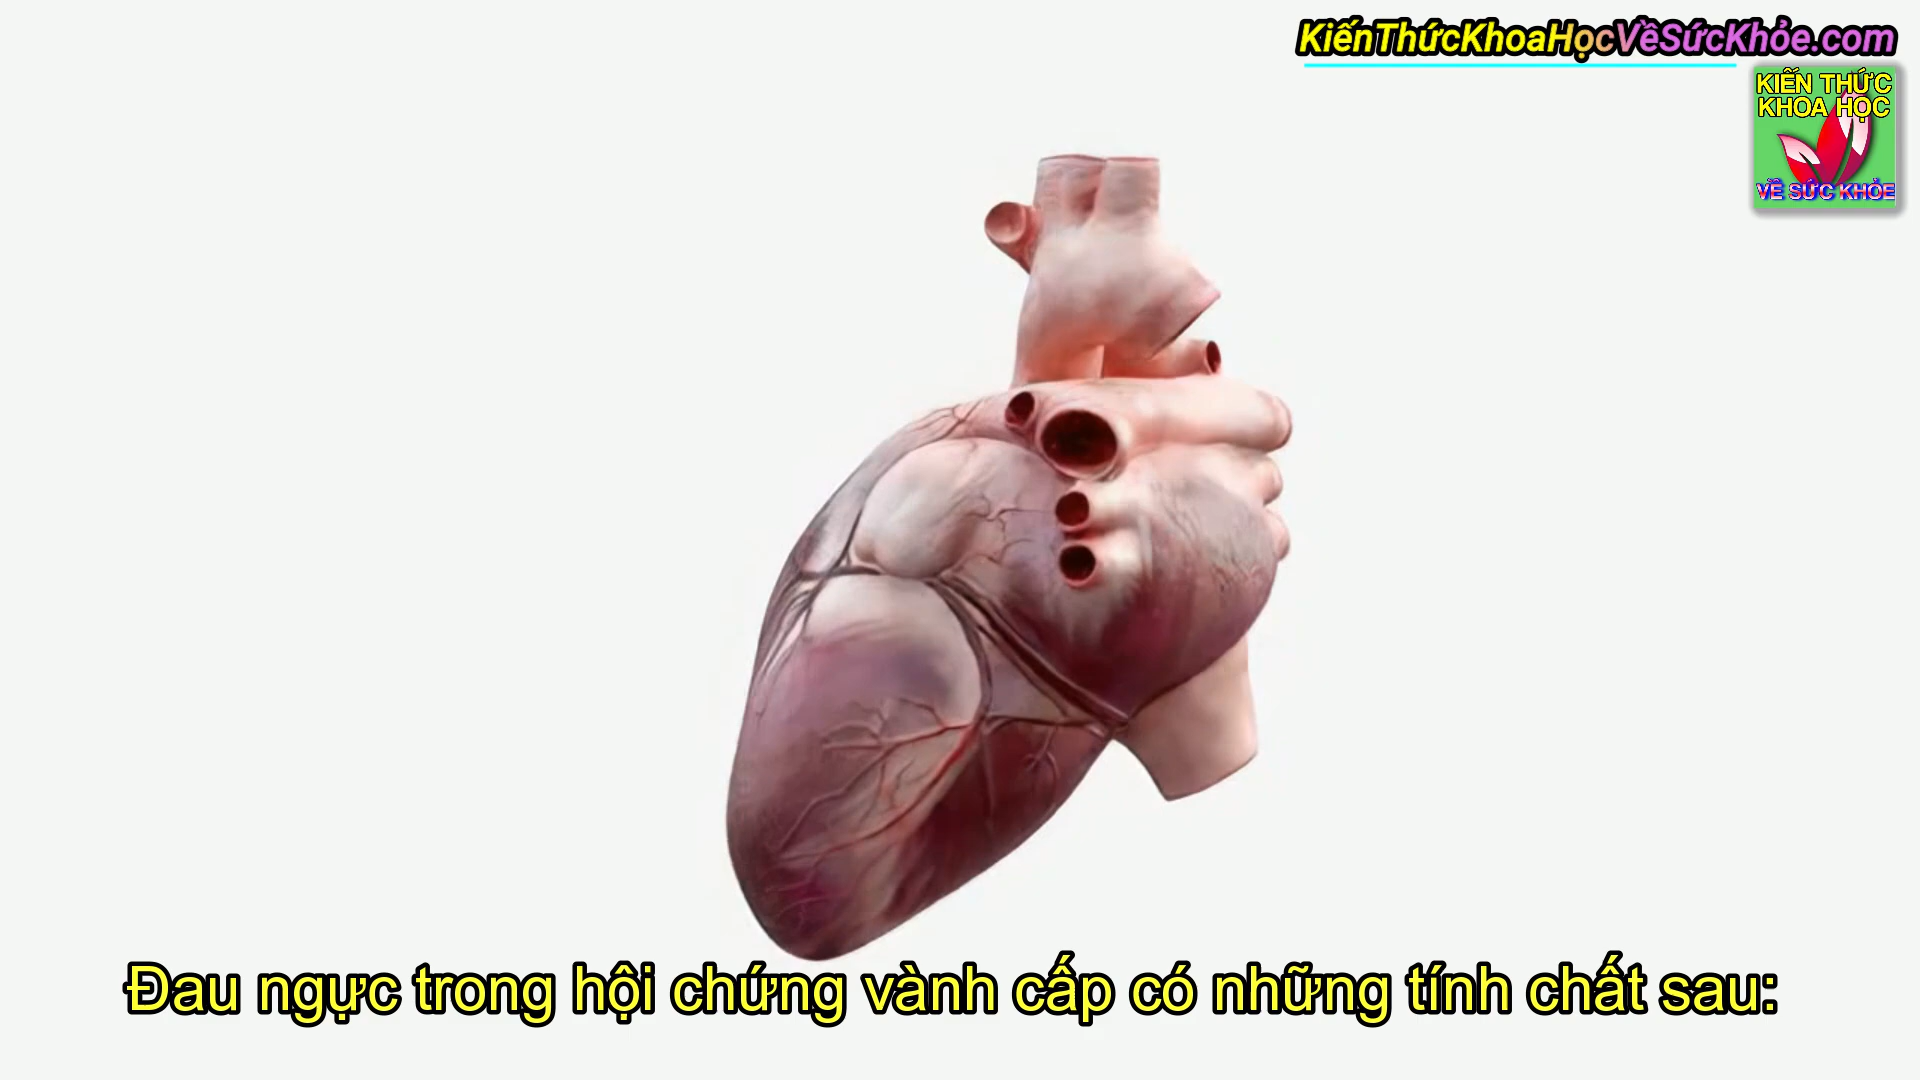 KiếnThứcKhoaHọcVềSứcKhỏe.com
KIẾN THỨC
KHOA HỌC
VỀ SỨC KHỎE
Đau ngực trong hội chứng vành cấp có những tính chất sau: